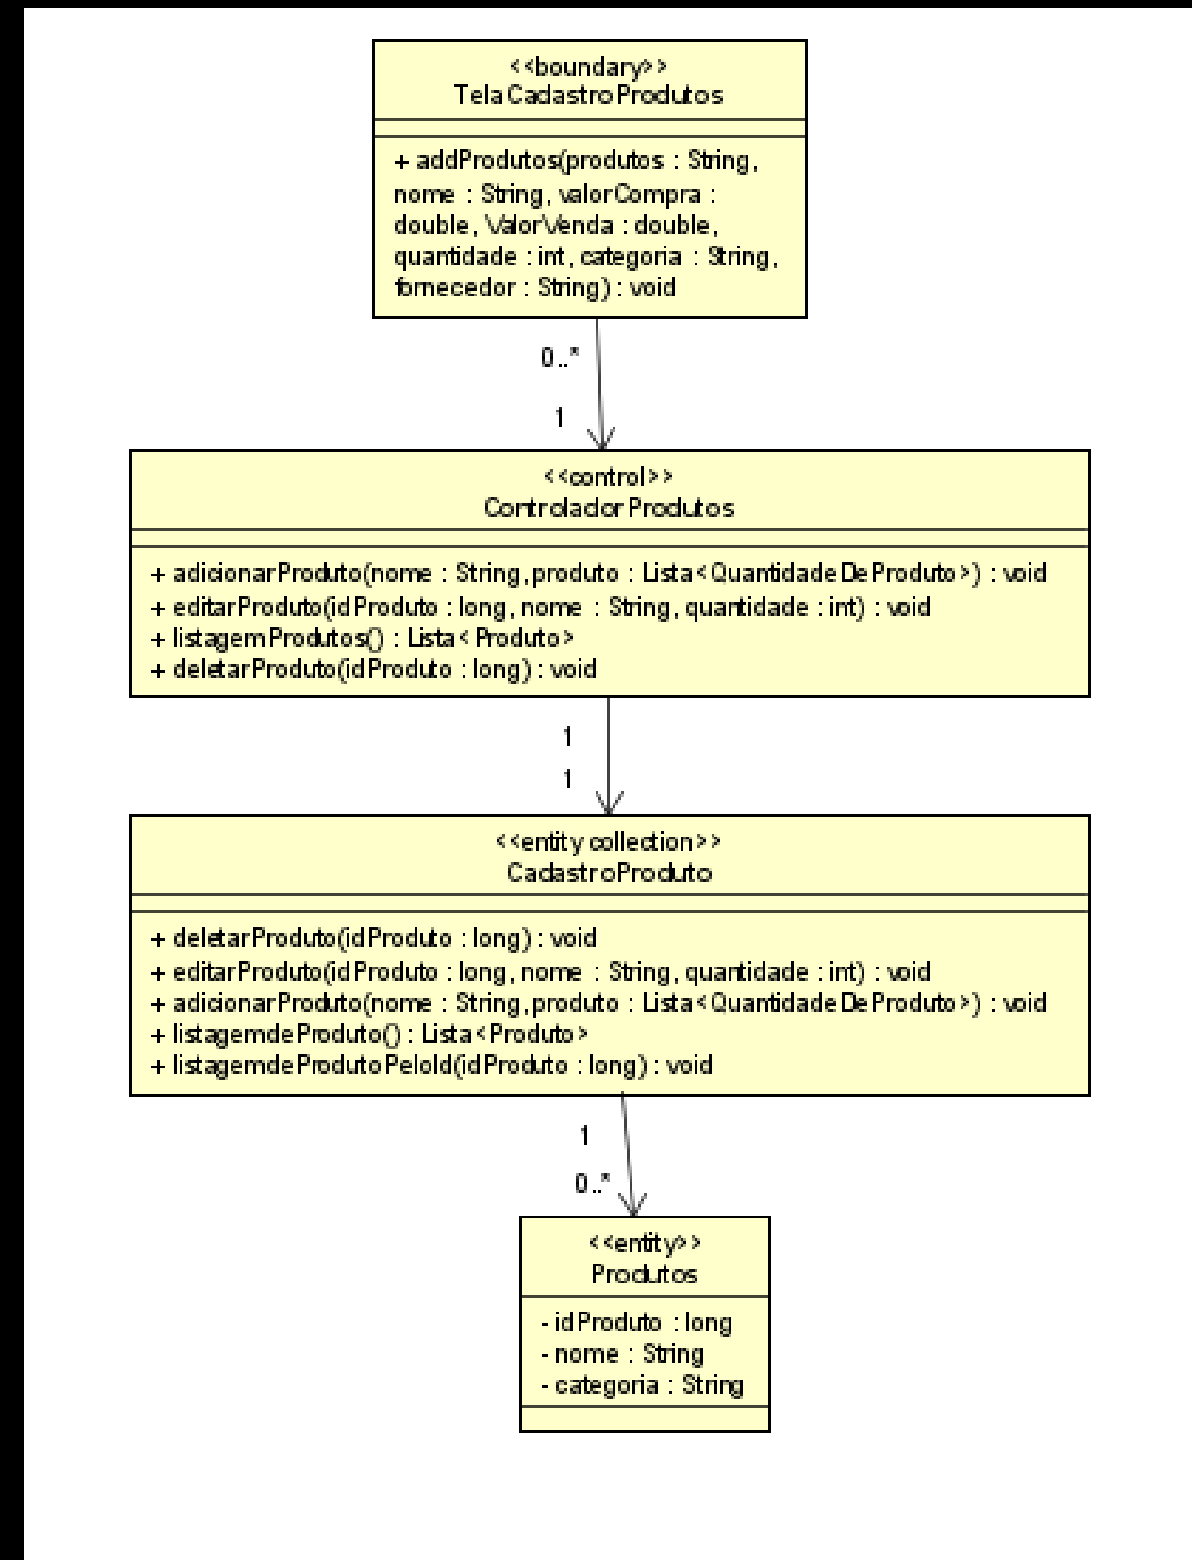 <<boundary>>
TelaCadastroProdutos
+ addProdutos(produtos : String,
nome : String, valorCompra :
double, ValorVenda : double,
quantidade : int, categoria : String,
fornecedor : String) : void
0..*
1
<<control>>
ControladorProdutos
+ adicionarProduto(nome : String, produto : Lista<QuantidadeDeProduto>) : void
+ editarProduto(idProduto : long, nome : String, quantidade : int) : void
+ listagemProdutos() : Lista<Produto>
+ deletarProduto(idProduto : long) : void
1
1
<<entity collection>>
CadastroProduto
+ deletarProduto(idProduto : long) : void
+ editarProduto(idProduto : long, nome : String, quantidade : int) : void
+ adicionarProduto(nome : String, produto : Lista<QuantidadeDeProduto>) : void
+ listagemdeProduto() : Lista<Produto>
+ listagemdeProdutoPeloId(idProduto : long) : void
1
0..*
<<entity>>
Produtos
- idProduto : long
- nome : String
- categoria : String